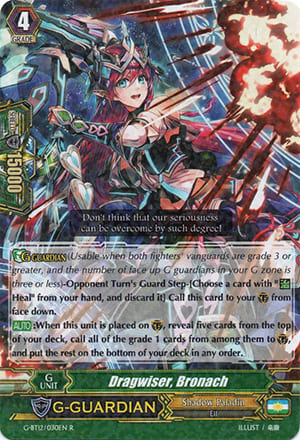 4
GRADE
SHIELD
15000
Don't think that our seriousness
can be overcome by such degree!
G GUARDIAN (Usable when both fighters' vanguards are grade 3 or
greater, and the number of face up G guardians in your G zone is
three or less)-Opponent Turn's Guard Step-[Choose a card with "
Heal" from your hand, and discard it] Call this card to your G from
face down.
AUTO:When this unit is placed on G, reveal five cards from the top
of your deck, call all of the grade 1 cards from among them to G,
and put the rest on the bottom of your deck in any order.
G
UNIT
Dragwiser, Bronach
G-GUARDIAN
Shadow Paladin
Elf
G-BT12/030EN R
ILLUST /